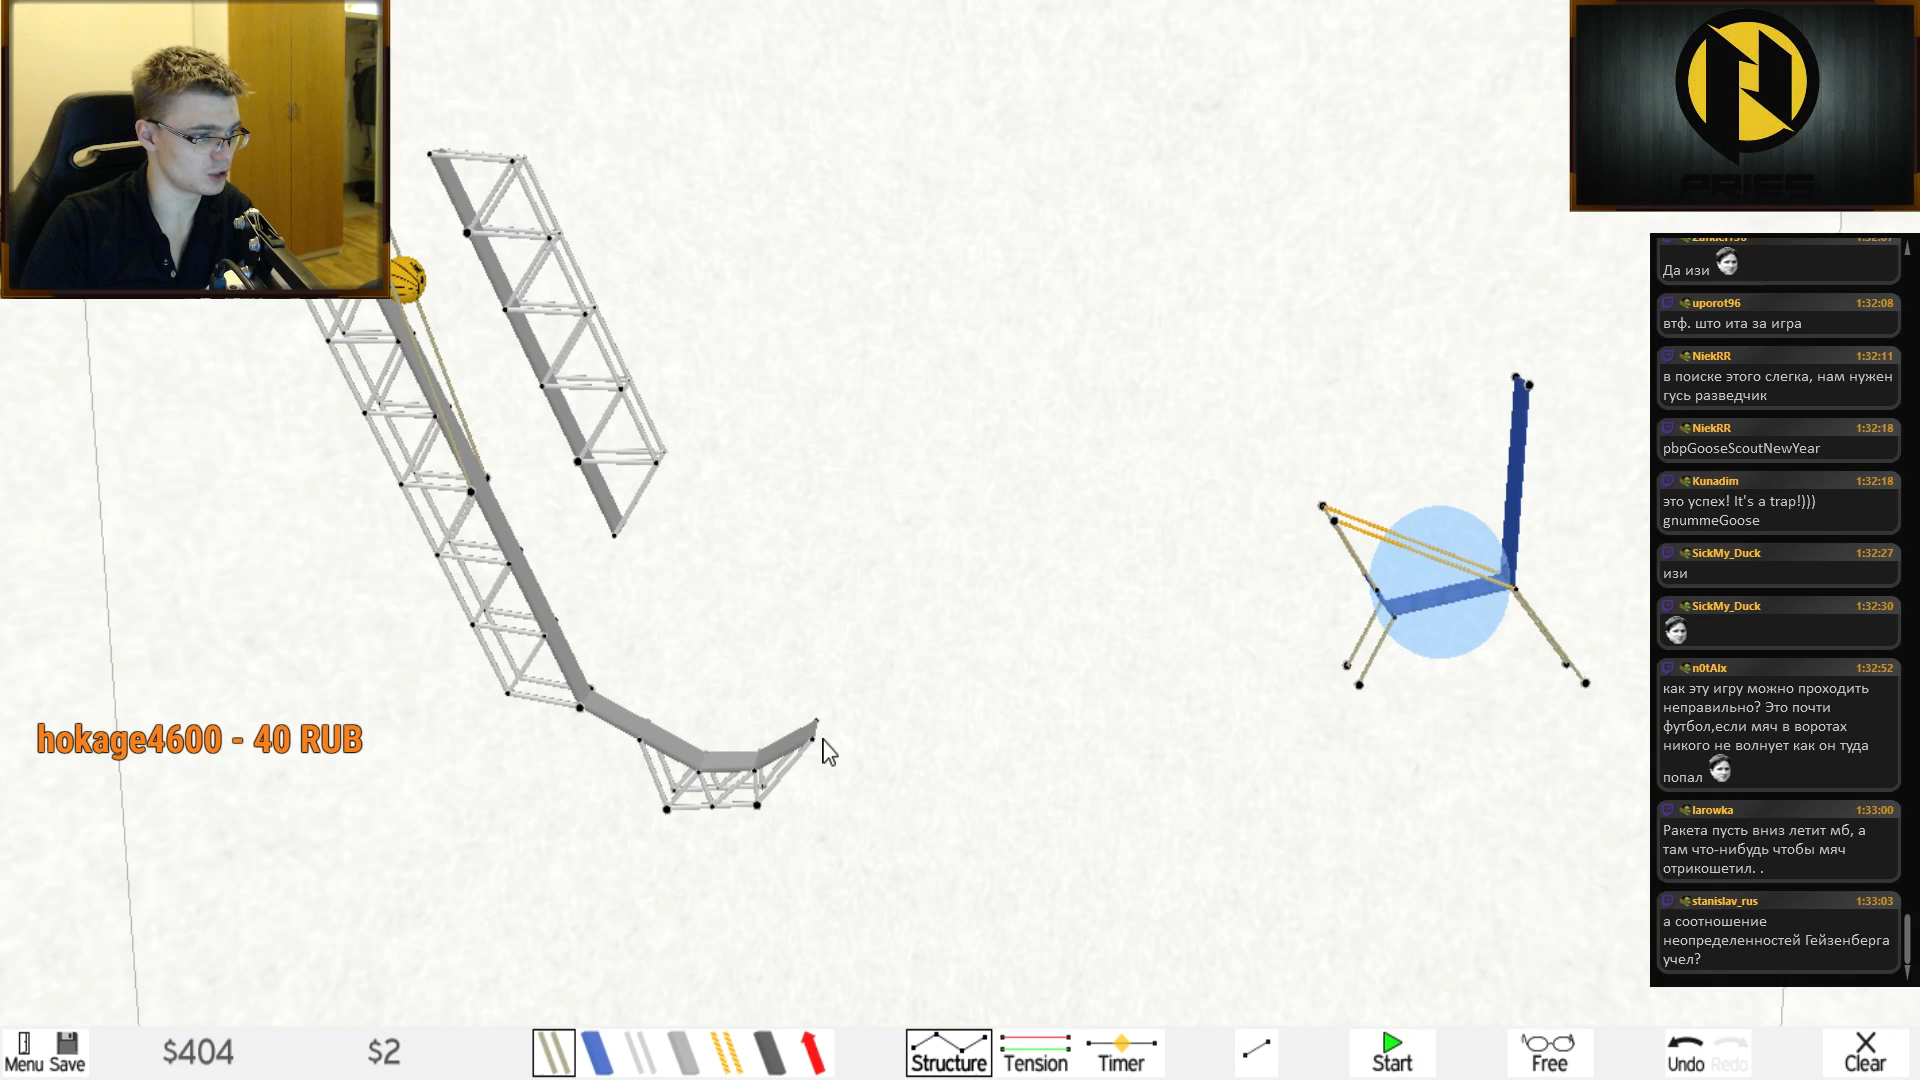 Да изи
uporot96 1:32:08
втф. што ита за игра
NiekRR 1:32:11
в поиске этого слегка, нам нужен
гусь разведчик
NiekRR 1:32:18
pbpGooseScoutNewYear
Kunadim 1:32:18
это успех! It's a trap!)))
gnummeGoose
SickMy_Duck 1:32:27
изи
SickMy_Duck 1:32:30
n0tAlx 1:32:52
как эту игру можно проходить
неправильно? Это почти
футбол,если мяч в воротах
никого не волнует как он туда
попал
larowka 1:33:00
Ракета пусть вниз летит мб, а
там что-нибудь чтобы мяч
отрикошетил. .
stanislav_rus 1:33:03
а соотношение
неопределенностей Гейзенберга
учел?
hokage4600 - 40 RUB
Menu Save $404 $2 Structure Tension Timer Start Free Undo Redo Clear